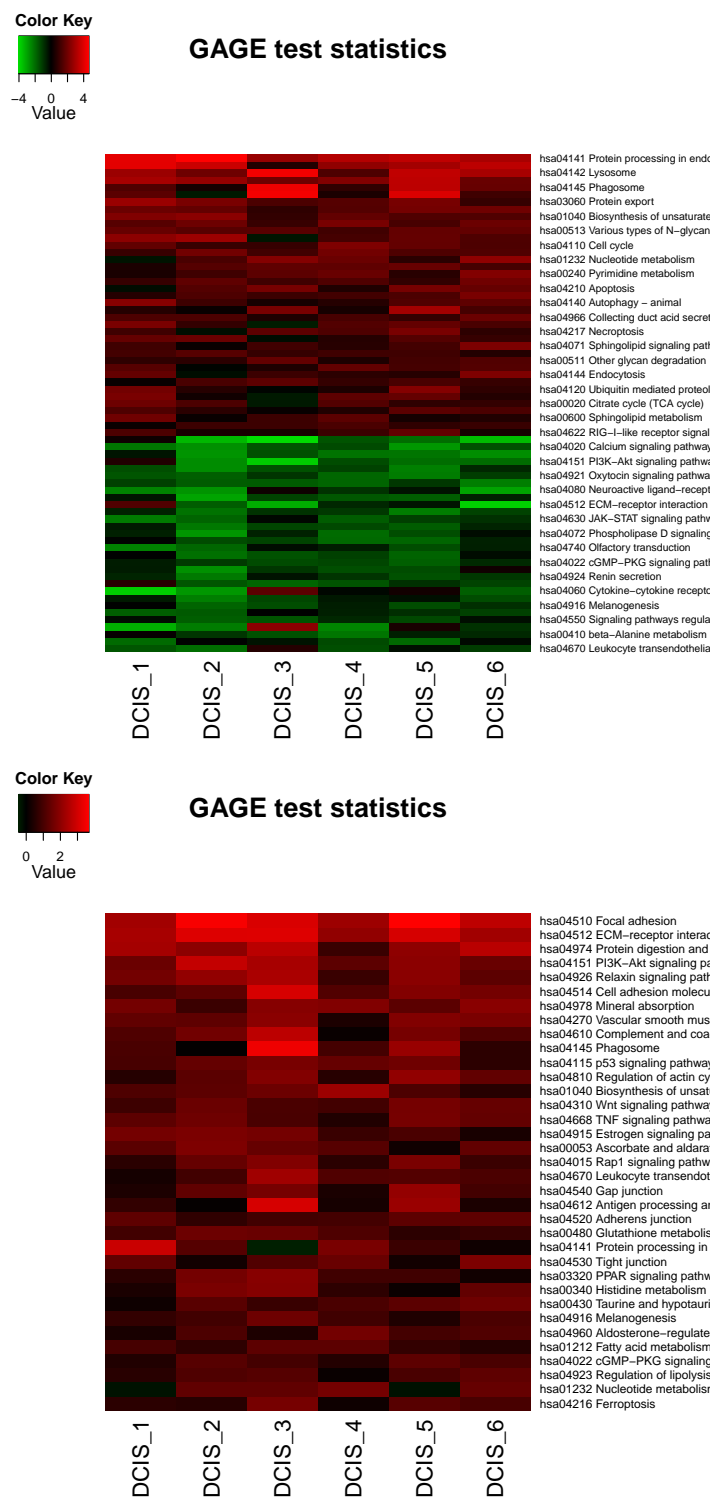 Color Key
GAGE test statistics
−4 0 4
Value
hsa04141 Protein processing in endo
hsa04142 Lysosome
hsa04145 Phagosome
hsa03060 Protein export
hsa01040 Biosynthesis of unsaturate
hsa00513 Various types of N−glycan
hsa04110 Cell cycle
hsa01232 Nucleotide metabolism
hsa00240 Pyrimidine metabolism
hsa04210 Apoptosis
hsa04140 Autophagy − animal
hsa04966 Collecting duct acid secret
hsa04217 Necroptosis
hsa04071 Sphingolipid signaling path
hsa00511 Other glycan degradation
hsa04144 Endocytosis
hsa04120 Ubiquitin mediated proteol
hsa00020 Citrate cycle (TCA cycle)
hsa00600 Sphingolipid metabolism
hsa04622 RIG−I−like receptor signal
hsa04020 Calcium signaling pathway
hsa04151 PI3K−Akt signaling pathwa
hsa04921 Oxytocin signaling pathwa
hsa04080 Neuroactive ligand−recept
hsa04512 ECM−receptor interaction
hsa04630 JAK−STAT signaling pathw
hsa04072 Phospholipase D signaling
hsa04740 Olfactory transduction
hsa04022 cGMP−PKG signaling path
hsa04924 Renin secretion
hsa04060 Cytokine−cytokine recepto
hsa04916 Melanogenesis
hsa04550 Signaling pathways regula
hsa00410 beta−Alanine metabolism
hsa04670 Leukocyte transendothelia
DCIS_1 DCIS_2 DCIS_3 DCIS_4 DCIS_5 DCIS_6
Color Key
GAGE test statistics
0 2
Value
hsa04510 Focal adhesion
hsa04512 ECM−receptor interac
hsa04974 Protein digestion and
hsa04151 PI3K−Akt signaling pa
hsa04926 Relaxin signaling path
hsa04514 Cell adhesion molecu
hsa04978 Mineral absorption
hsa04270 Vascular smooth mus
hsa04610 Complement and coa
hsa04145 Phagosome
hsa04115 p53 signaling pathway
hsa04810 Regulation of actin cy
hsa01040 Biosynthesis of unsatu
hsa04310 Wnt signaling pathway
hsa04668 TNF signaling pathwa
hsa04915 Estrogen signaling pa
hsa00053 Ascorbate and aldarat
hsa04015 Rap1 signaling pathw
hsa04670 Leukocyte transendot
hsa04540 Gap junction
hsa04612 Antigen processing an
hsa04520 Adherens junction
hsa00480 Glutathione metabolis
hsa04141 Protein processing in
hsa04530 Tight junction
hsa03320 PPAR signaling pathw
hsa00340 Histidine metabolism
hsa00430 Taurine and hypotauri
hsa04916 Melanogenesis
hsa04960 Aldosterone−regulate
hsa01212 Fatty acid metabolism
hsa04022 cGMP−PKG signaling
hsa04923 Regulation of lipolysis
hsa01232 Nucleotide metabolism
hsa04216 Ferroptosis
DCIS_1 DCIS_2 DCIS_3 DCIS_4 DCIS_5 DCIS_6